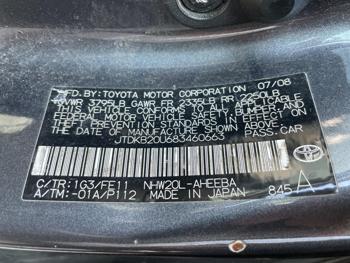 MFD. BY: TOYOTA MOTOR CORPORATION 07/08
GVWR 3795LB GAWR FR 2335LB RR
THIS VEHICLE CONFORMS TO ALL APPLICABLE
FEDERAL MOTOR VEHICLE SAFETY, BUMPER, AND
THEFT PREVENTION STANDARDS IN EFFECT ON
THE DATE OF MANUFACTURE SHOWN ABOVE.
JTDKB20U683460663 PASS.CAR
C/TR: 1G3/FE11 NHW20L-AHEEBA
A/TM: -01A/P112 MADE IN JAPAN 845 A
TOYOTA